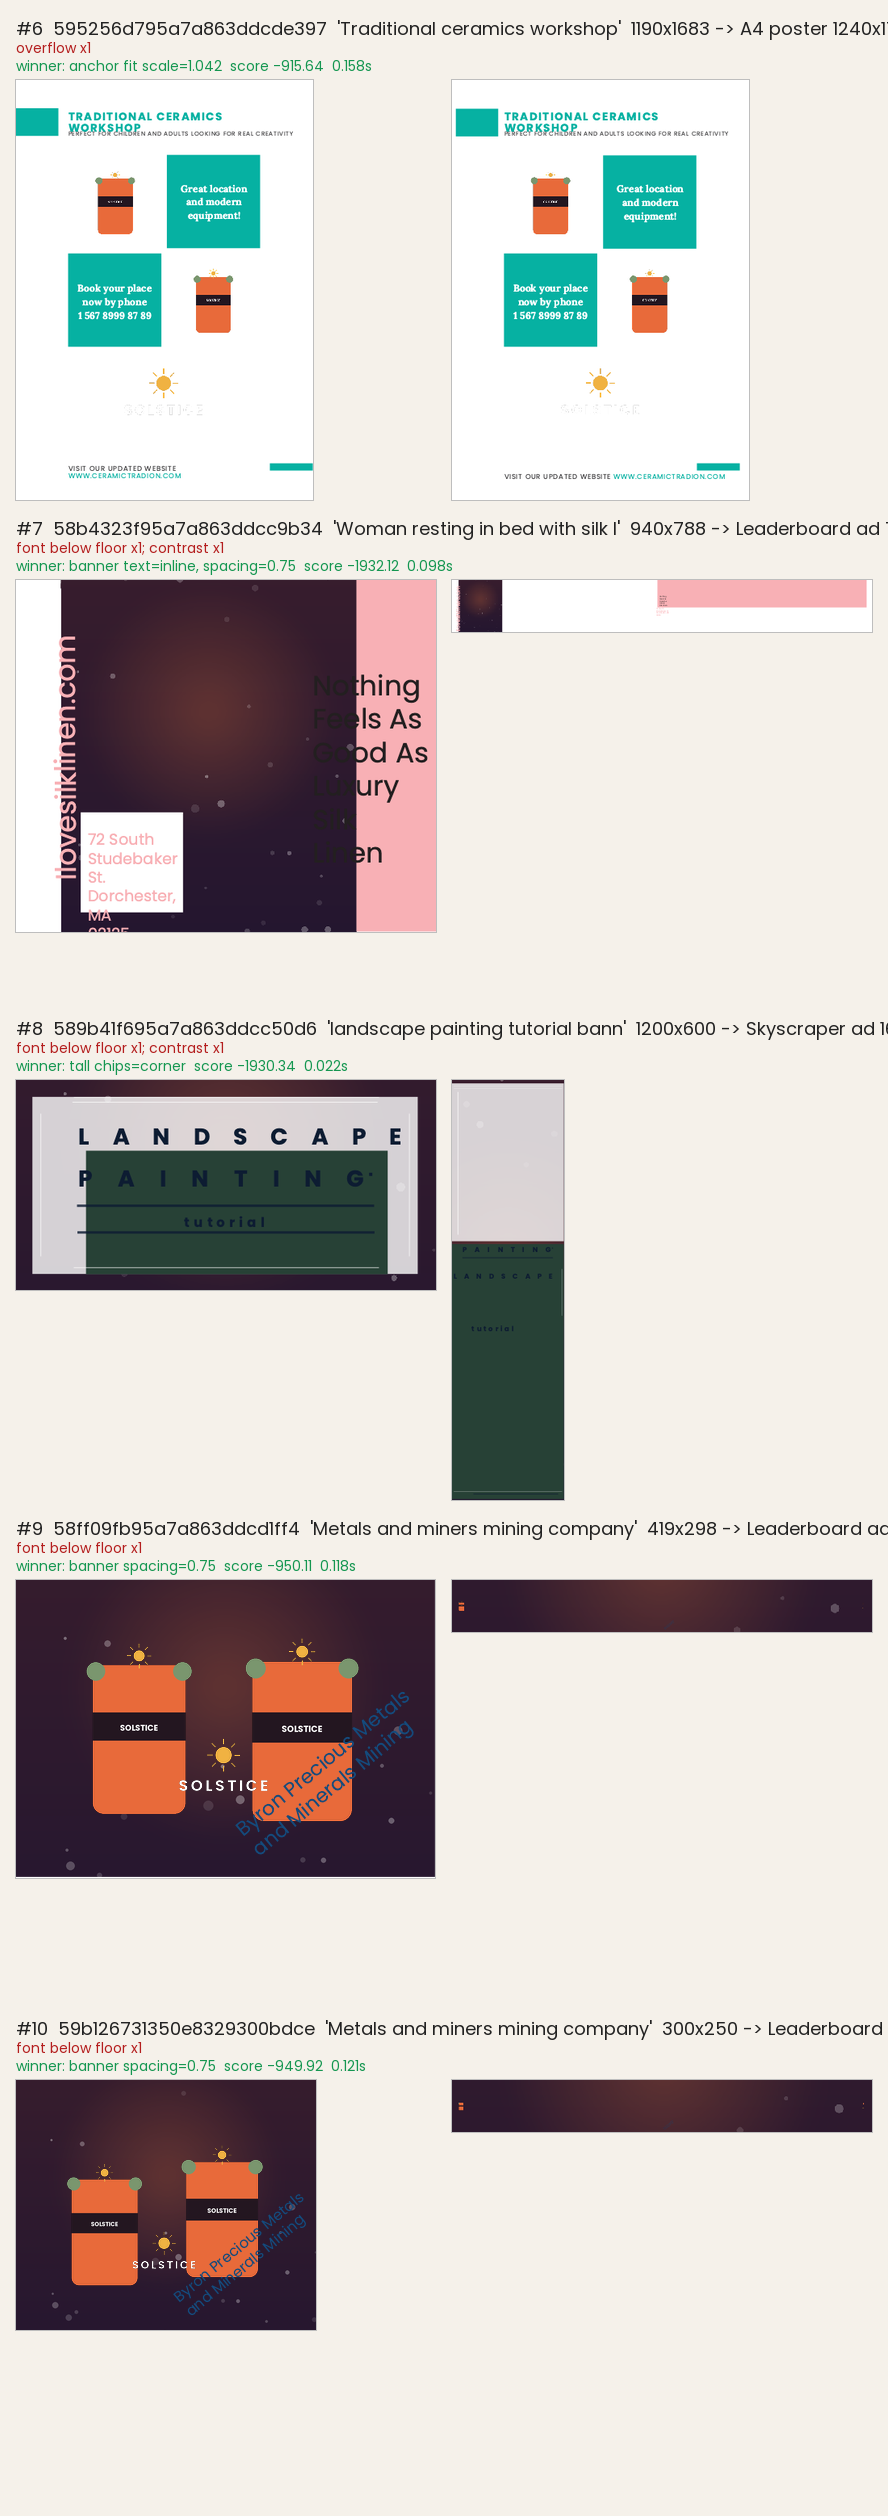 #6 595256d795a7a863ddcde397 'Traditional ceramics workshop' 1190x1683 -> A4 poster 1240x1
overflow x1
winner: anchor fit scale=1.042 score -915.64 0.158s
TRADITIONAL CERAMICS
WORKSHOP
PERFECT FOR CHILDREN AND ADULTS LOOKING FOR REAL CREATIVITY
Great location
and modern
equipment!
SOLSTICE
Book your place
now by phone
1 567 8999 87 89
SOLSTICE
SOLSTICE
VISIT OUR UPDATED WEBSITE
WWW.CERAMICTRADION.COM
TRADITIONAL CERAMICS
WORKSHOP
PERFECT FOR CHILDREN AND ADULTS LOOKING FOR REAL CREATIVITY
Great location
and modern
equipment!
Book your place
now by phone
1 567 8999 87 89
SOLSTICE
VISIT OUR UPDATED WEBSITE WWW.CERAMICTRADION.COM
#7 58b4323f95a7a863ddcc9b34 'Woman resting in bed with silk l' 940x788 -> Leaderboard ad
font below floor x1; contrast x1
winner: banner text=inline, spacing=0.75 score -1932.12 0.098s
ilovesilklinen.com
Nothing
Feels As
Good As
Luxury
Silk
Linen
72 South
Studebaker
St.
Dorchester,
MA
02125
#8 589b41f695a7a863ddcc50d6 'landscape painting tutorial bann' 1200x600 -> Skyscraper ad 16
font below floor x1; contrast x1
winner: tall chips=corner score -1930.34 0.022s
LANDSCAPE
PAINTING
tutorial
PAINTING
LANDSCAPE
tutorial
#9 58ff09fb95a7a863ddcd1ff4 'Metals and miners mining company' 419x298 -> Leaderboard ad
font below floor x1
winner: banner spacing=0.75 score -950.11 0.118s
SOLSTICE
SOLSTICE
SOLSTICE
Byron Precious Metals
and Minerals Mining
#10 59b126731350e8329300bdce 'Metals and miners mining company' 300x250 -> Leaderboard
font below floor x1
winner: banner spacing=0.75 score -949.92 0.121s
SOLSTICE
SOLSTICE
SOLSTICE
Byron Precious Metals
and Minerals Mining